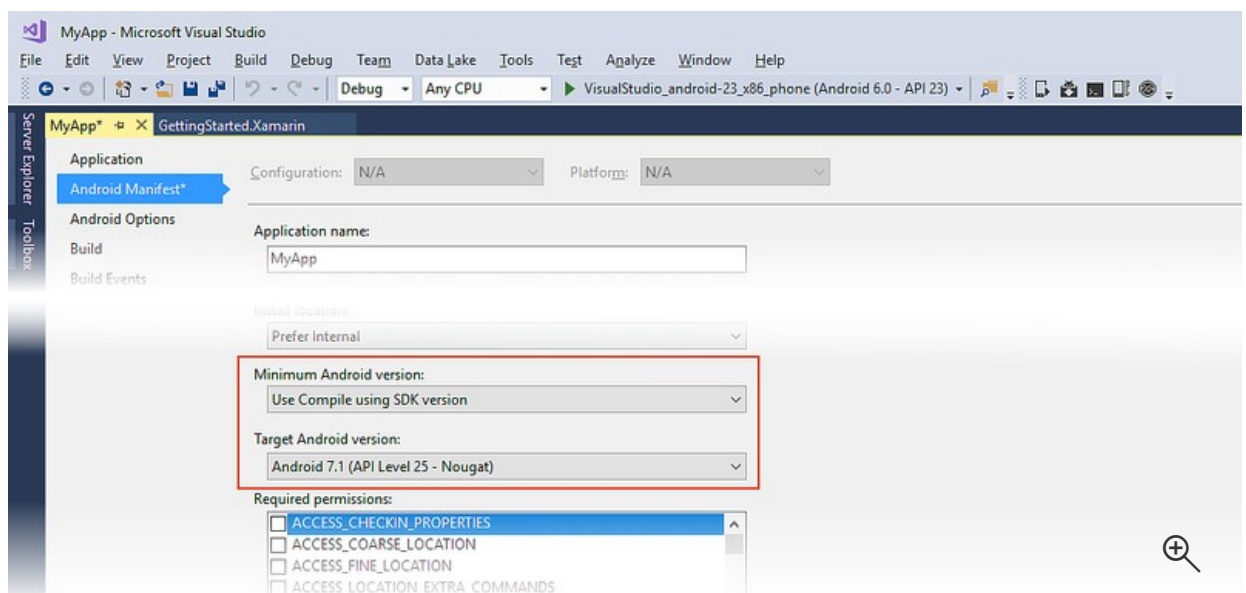 MyApp - Microsoft Visual Studio
File Edit View Project Build Debug Team Data Lake Tools Test Analyze Window Help
Debug Any CPU VisualStudio_android-23_x86_phone (Android 6.0 - API 23)
Server Explorer
Toolbox
MyApp* GettingStarted.Xamarin
Application
Android Manifest*
Android Options
Build
Build Events
Configuration: N/A Platform: N/A
Application name:
MyApp
Install location:
Prefer Internal
Minimum Android version:
Use Compile using SDK version
Target Android version:
Android 7.1 (API Level 25 - Nougat)
Required permissions:
ACCESS_CHECKIN_PROPERTIES
ACCESS_COARSE_LOCATION
ACCESS_FINE_LOCATION
ACCESS_LOCATION_EXTRA_COMMANDS